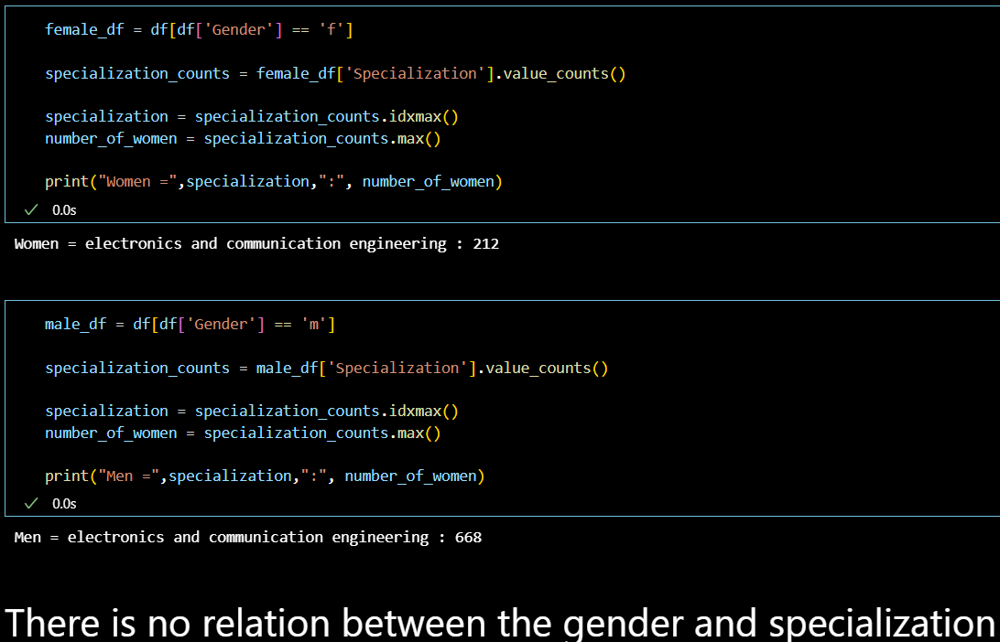 female_df = df[df['Gender'] == 'f']
specialization_counts = female_df['Specialization'].value_counts()
specialization = specialization_counts.idxmax()
number_of_women = specialization_counts.max()
print("Women =",specialization,":", number_of_women)
✓ 0.0s
Women = electronics and communication engineering : 212
male_df = df[df['Gender'] == 'm']
specialization_counts = male_df['Specialization'].value_counts()
specialization = specialization_counts.idxmax()
number_of_women = specialization_counts.max()
print("Men =",specialization,":", number_of_women)
✓ 0.0s
Men = electronics and communication engineering : 668
There is no relation between the gender and specialization